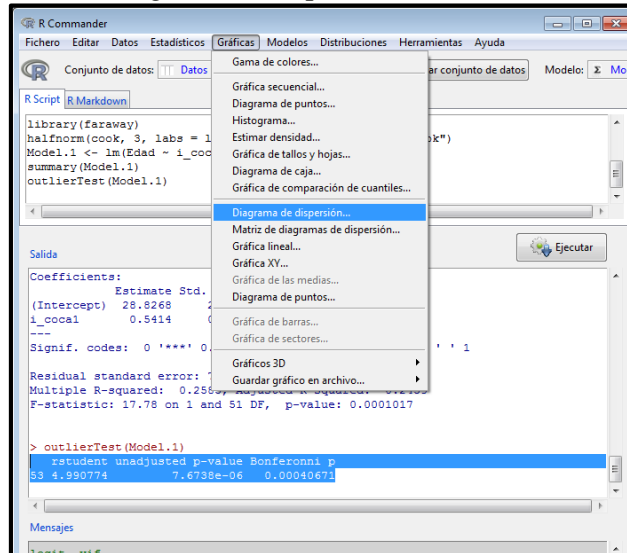 R Commander
Fichero Editar Datos Estadísticos Gráficas Modelos Distribuciones Herramientas Ayuda
Conjunto de datos: Datos ar conjunto de datos Modelo: Σ Mo
R Script R Markdown
library(faraway)
halfnorm(cook, 3, labs = l
Model.1 <- lm(Edad ~ i_coc
summary(Model.1)
outlierTest(Model.1)
Gama de colores...
Gráfica secuencial...
Diagrama de puntos...
Histograma...
Estimar densidad...
Gráfica de tallos y hojas...
Diagrama de caja...
Gráfica de comparación de cuantiles...
Diagrama de dispersión...
Matriz de diagramas de dispersión...
Gráfica lineal...
Gráfica XY...
Gráfica de las medias...
Diagrama de puntos...
Gráfica de barras...
Gráfica de sectores...
Gráficos 3D
Guardar gráfico en archivo...
Salida
Ejecutar
Coefficients:
Estimate Std.
(Intercept) 28.8268
i_coca1 0.5414
---
Signif. codes: 0 '***' 0. ' ' 1
Residual standard error:
Multiple R-squared:
F-statistic: 17.78 on 1 and 51 DF, p-value: 0.0001017
> outlierTest(Model.1)
rstudent unadjusted p-value Bonferonni p
53 4.990774 7.6738e-06 0.00040671
Mensajes